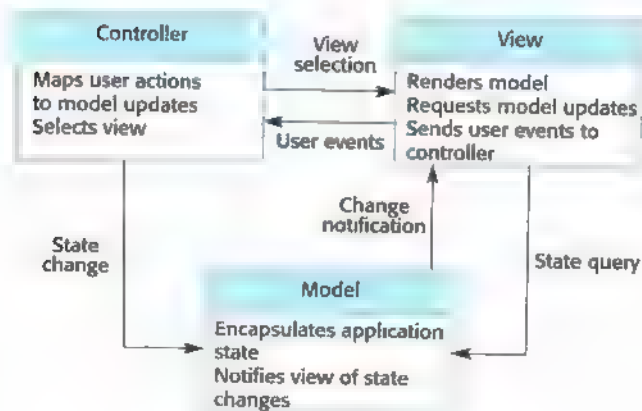 Controller
Maps user actions
to model updates
Selects view
View
selection
User events
View
Renders model
Requests model updates
Sends user events to
controller
State
change
Change
notification
State query
Model
Encapsulates application
state
Notifies view of state
changes